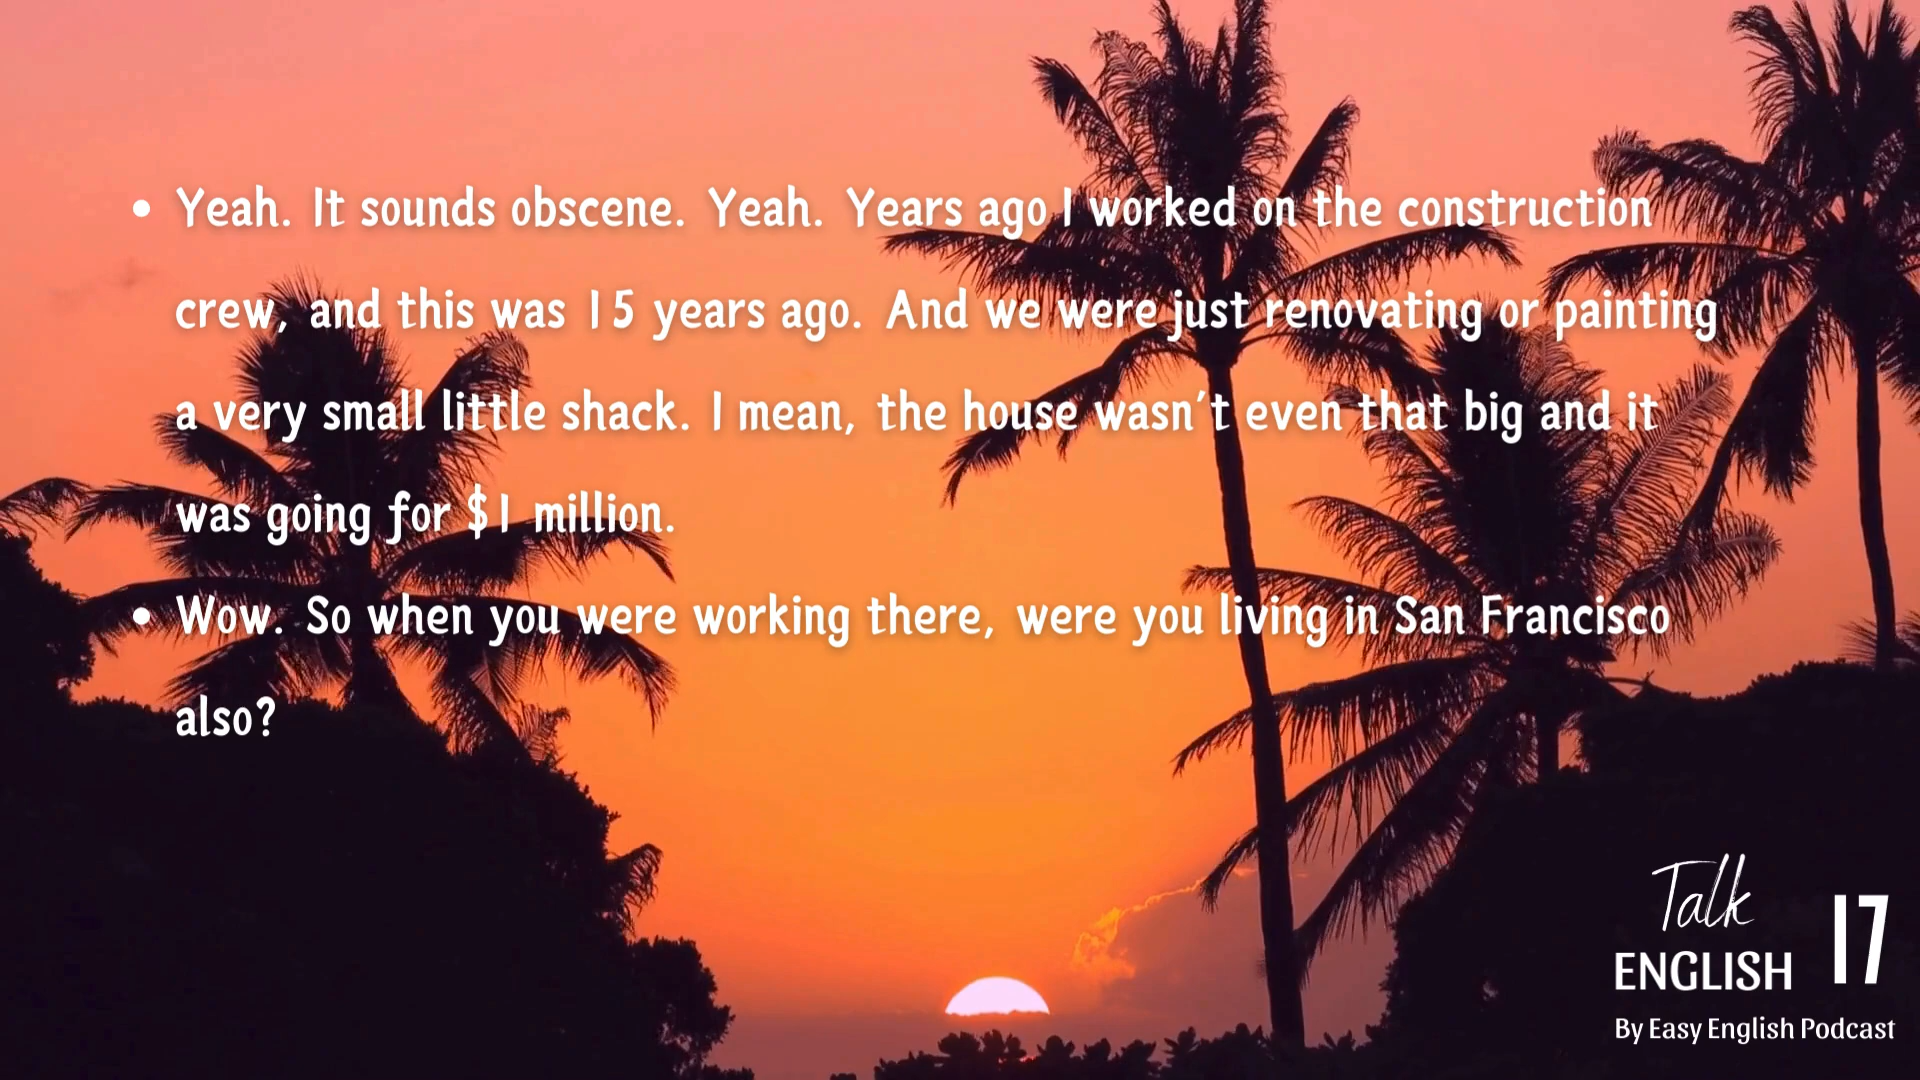 • Yeah. It sounds obscene. Yeah. Years ago I worked on the construction
crew, and this was 15 years ago. And we were just renovating or painting
a very small little shack. I mean, the house wasn't even that big and it
was going for $1 million.
• Wow. So when you were working there, were you living in San Francisco
also?
Talk
ENGLISH 17
By Easy English Podcast